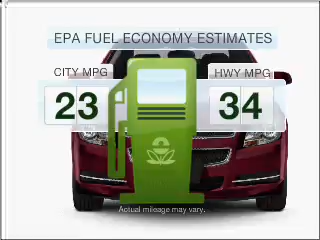 EPA FUEL ECONOMY ESTIMATES
CITY MPG
HWY MPG
23
34
Actual mileage may vary.